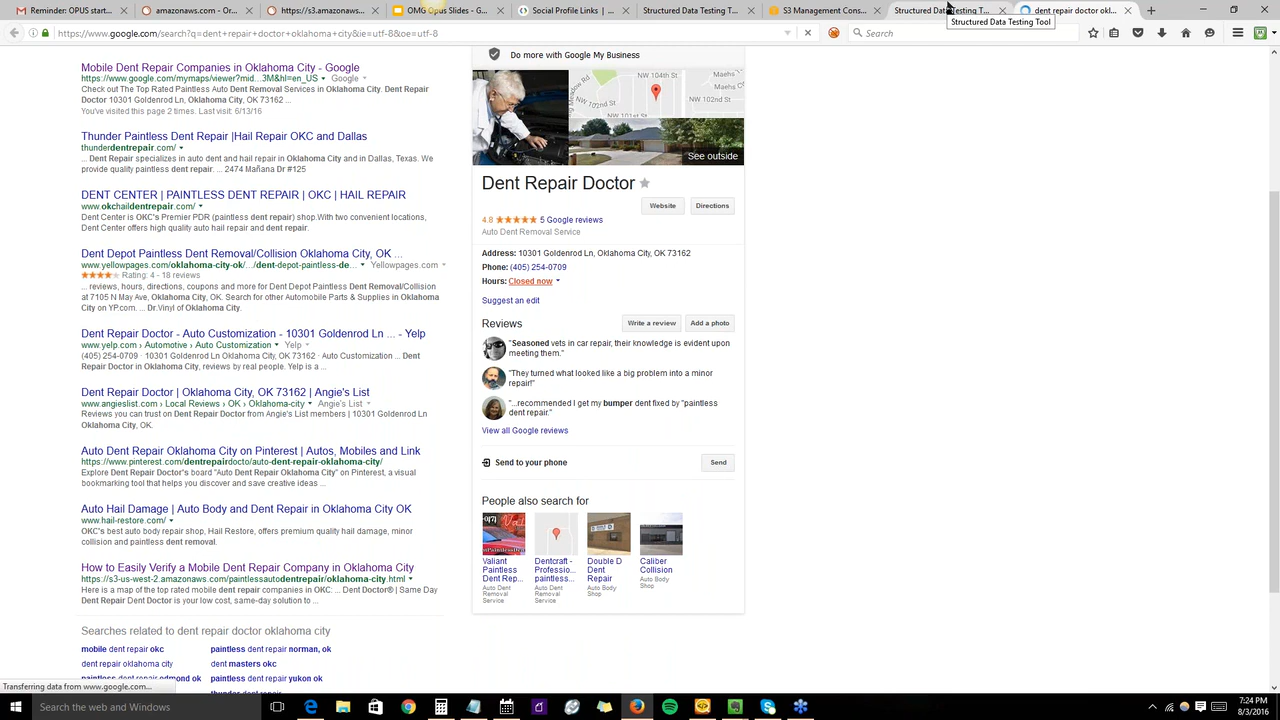 Reminder: OPUS star...
amazonaws.com/ - ...
https://s3.amazonaws...
OMG Opus Slides - G...
Social Profile Links | ...
S3 Management Cons...
Structured Data Testing T...
dent repair doctor okl...
Structured Data Testing Tool
https://www.google.com/search?q=dent+repair+doctor+oklahoma+city&ie=utf-8&oe=utf-8
Search
Mobile Dent Repair Companies in Oklahoma City - Google
https://www.google.com/mymaps/viewer?mid...3M&hl=en_US Google
Check out The Top Rated Paintless Auto Dent Removal Services in Oklahoma City. Dent Repair
Doctor 10301 Goldenrod Ln, Oklahoma City, OK 73162 ...
You've visited this page 2 times. Last visit: 6/13/16
Thunder Paintless Dent Repair |Hail Repair OKC and Dallas
thunderdentrepair.com/
... Dent Repair specializes in auto dent and hail repair in Oklahoma City and in Dallas, Texas. We
provide quality paintless dent repair. ... 2474 Mañana Dr #125
DENT CENTER | PAINTLESS DENT REPAIR | OKC | HAIL REPAIR
www.okchaildentrepair.com/
Dent Center is OKC's Premier PDR (paintless dent repair) shop.With two convenient locations,
Dent Center offers high quality auto hail repair and dent repair.
Dent Depot Paintless Dent Removal/Collision Oklahoma City, OK ...
www.yellowpages.com/oklahoma-city-ok/.../dent-depot-paintless-de... Yellowpages.com
Rating: 4 - 18 reviews
... reviews, hours, directions, coupons and more for Dent Depot Paintless Dent Removal/Collision
at 7105 N May Ave, Oklahoma City, OK. Search for other Automobile Parts & Supplies in Oklahoma
City on YP.com. ... Dr.Vinyl of Oklahoma City.
Dent Repair Doctor - Auto Customization - 10301 Goldenrod Ln ... - Yelp
www.yelp.com › Automotive › Auto Customization Yelp
(405) 254-0709 · 10301 Goldenrod Ln Oklahoma City, OK 73162 · Auto Customization ... Dent
Repair Doctor in Oklahoma City, reviews by real people. Yelp is a ...
Dent Repair Doctor | Oklahoma City, OK 73162 | Angie's List
www.angieslist.com › Local Reviews › OK › Oklahoma-city Angie's List
Reviews you can trust on Dent Repair Doctor from Angie's List members | 10301 Goldenrod Ln
Oklahoma City, OK.
Auto Dent Repair Oklahoma City on Pinterest | Autos, Mobiles and Link
https://www.pinterest.com/dentrepairdocto/auto-dent-repair-oklahoma-city/
Explore Dent Repair Doctor's board "Auto Dent Repair Oklahoma City" on Pinterest, a visual
bookmarking tool that helps you discover and save creative ideas ...
Auto Hail Damage | Auto Body and Dent Repair in Oklahoma City OK
www.hail-restore.com/
OKC's best auto body repair shop, Hail Restore, offers premium quality hail damage, minor
collision and paintless dent removal.
How to Easily Verify a Mobile Dent Repair Company in Oklahoma City
https://s3-us-west-2.amazonaws.com/paintlessautodentrepair/oklahoma-city.html
Here is a map of the top rated mobile dent repair companies in OKC: ... Dent Doctor® | Same Day
Dent Repair Dent Doctor is your low cost, same-day solution to ...
Searches related to dent repair doctor oklahoma city
mobile dent repair okc
paintless dent repair norman, ok
dent repair oklahoma city
dent masters okc
paintless dent repair edmond ok
paintless dent repair yukon ok
thunder dent repair
Transferring data from www.google.com...
Do more with Google My Business
NW 104th St
NW 102nd St
NW 101st St
Maehs
NW 102nd St
See outside
Dent Repair Doctor
Website
Directions
4.8 5 Google reviews
Auto Dent Removal Service
Address: 10301 Goldenrod Ln, Oklahoma City, OK 73162
Phone: (405) 254-0709
Hours: Closed now
Suggest an edit
Reviews
Write a review
Add a photo
"Seasoned vets in car repair, their knowledge is evident upon
meeting them."
"They turned what looked like a big problem into a minor
repair!"
"...recommended I get my bumper dent fixed by "paintless
dent repair."
View all Google reviews
Send to your phone
Send
People also search for
Valiant
Paintless
Dent Rep...
Auto Dent
Removal
Service
Dentcraft -
Professio...
paintless...
Auto Dent
Removal
Service
Double D
Dent
Repair
Auto Body
Shop
Caliber
Collision
Auto Body
Shop
Search the web and Windows
7:24 PM
8/3/2016